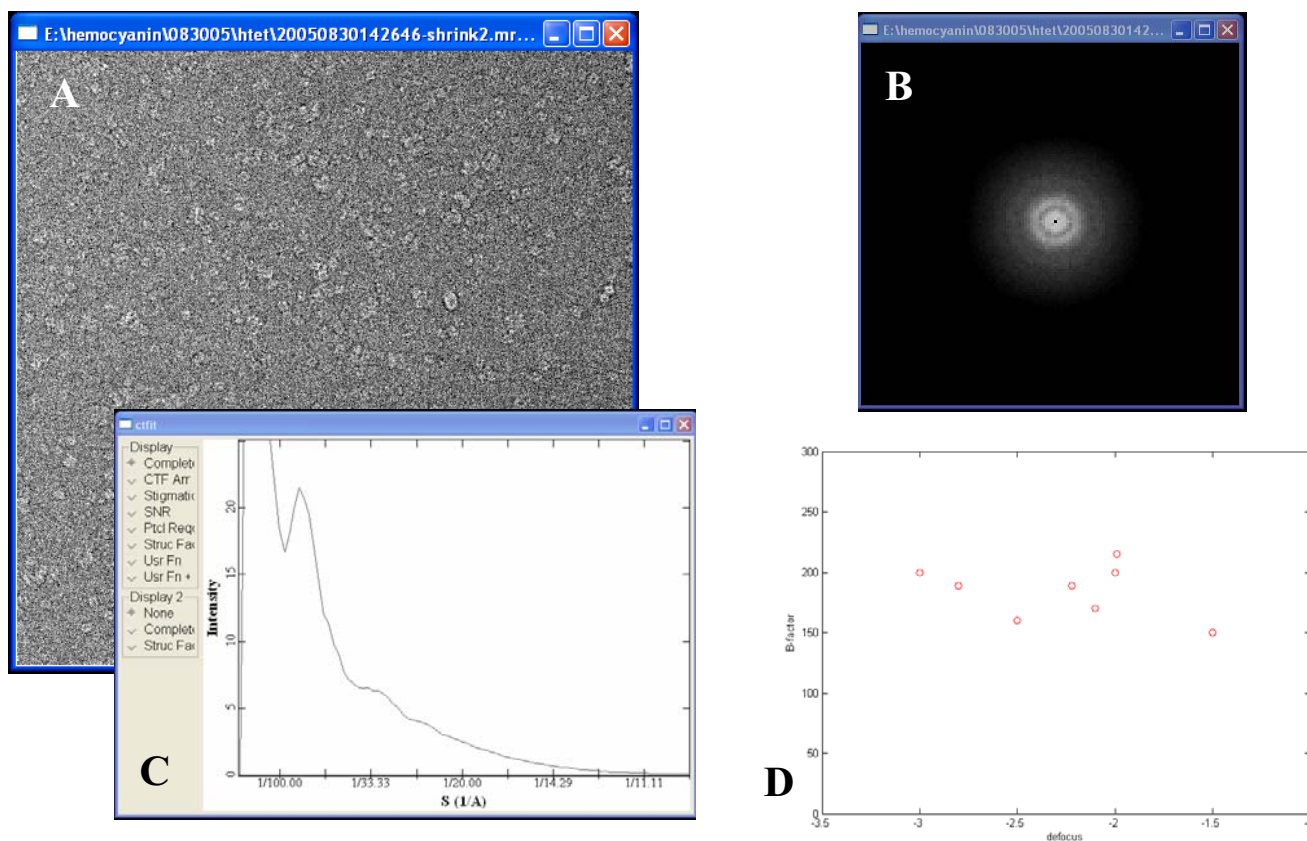 E:\hemocyanin\083005\htet\20050830142646-shrink2.mr...
A
E:\hemocyanin\083005\htet\20050830142...
B
ctfit
Display
Complete
CTF Arr
Stigmatic
SNR
Ptcl Req
Struc Fac
Usr Fn
Usr Fn +
Display 2
None
Complete
Struc Fac
Intensity
20
15
10
5
0
1/100.00 1/33.33 1/20.00 1/14.29 1/11.11
S (1/A)
C
300
250
200
150
100
50
0
B-factor
-3.5 -3 -2.5 -2 -1.5
defocus
D